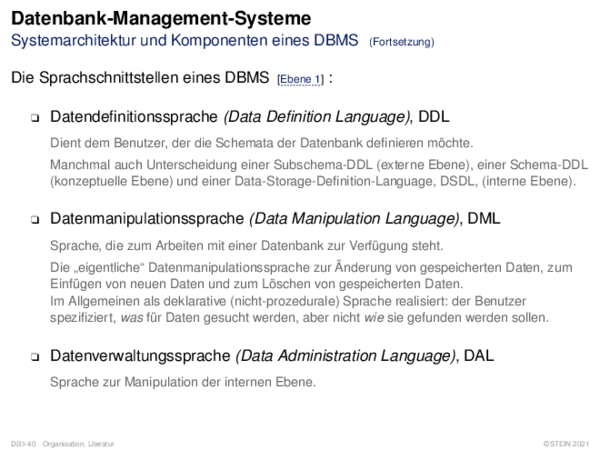 Datenbank-Management-Systeme
Systemarchitektur und Komponenten eines DBMS (Fortsetzung)
Die Sprachschnittstellen eines DBMS [Ebene 1] :
❑ Datendefinitionssprache (Data Definition Language), DDL
Dient dem Benutzer, der die Schemata der Datenbank definieren möchte.
Manchmal auch Unterscheidung einer Subschema-DDL (externe Ebene), einer Schema-DDL
(konzeptuelle Ebene) und einer Data-Storage-Definition-Language, DSDL, (interne Ebene).
❑ Datenmanipulationssprache (Data Manipulation Language), DML
Sprache, die zum Arbeiten mit einer Datenbank zur Verfügung steht.
Die „eigentliche“ Datenmanipulationssprache zur Änderung von gespeicherten Daten, zum
Einfügen von neuen Daten und zum Löschen von gespeicherten Daten.
Im Allgemeinen als deklarative (nicht-prozedurale) Sprache realisiert: der Benutzer
spezifiziert, was für Daten gesucht werden, aber nicht wie sie gefunden werden sollen.
❑ Datenverwaltungssprache (Data Administration Language), DAL
Sprache zur Manipulation der internen Ebene.
DB:I-40 Organisation, Literatur
©STEIN 2021